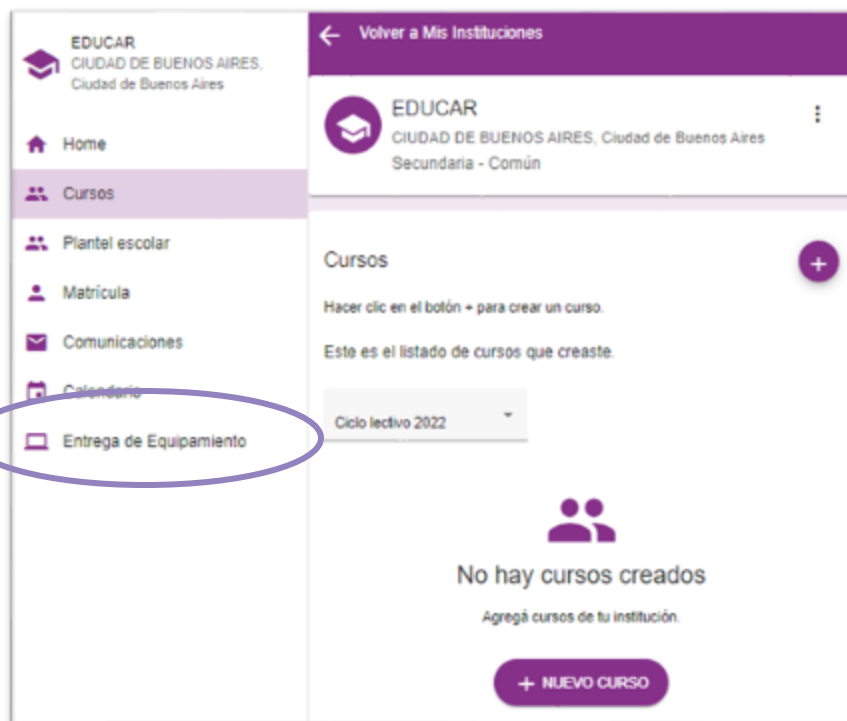 EDUCAR
CIUDAD DE BUENOS AIRES,
Ciudad de Buenos Aires
Home
Cursos
Plantel escolar
Matrícula
Comunicaciones
Calendario
Entrega de Equipamiento
Volver a Mis Instituciones
EDUCAR
CIUDAD DE BUENOS AIRES, Ciudad de Buenos Aires
Secundaria - Común
Cursos
Hacer clic en el botón + para crear un curso.
Este es el listado de cursos que creaste.
Ciclo lectivo 2022
No hay cursos creados
Agregá cursos de tu institución.
+ NUEVO CURSO